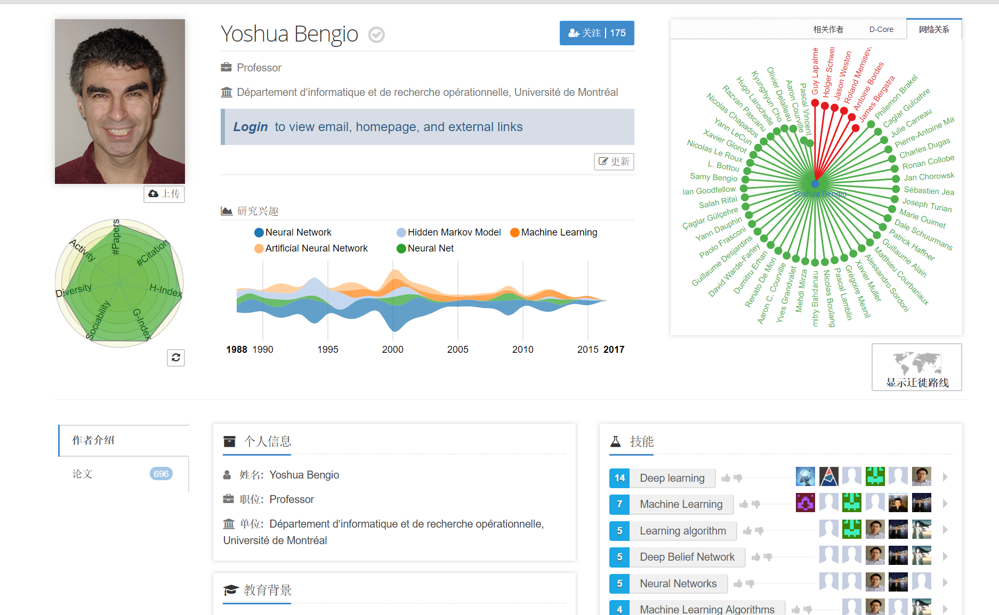 Yoshua Bengio
关注 | 175
Professor
Département d’informatique et de recherche opérationnelle, Université de Montréal
Login to view email, homepage, and external links
更新
上传
#Papers
#Citation
H-Index
G-Index
Sociability
Diversity
Activity
研究兴趣
Neural Network
Hidden Markov Model
Machine Learning
Artificial Neural Network
Neural Net
1988 1990 1995 2000 2005 2010 2015 2017
相关作者
D-Core
网络关系
Guy Lapalme
Holger Schwe
Jason Weston
Roland Memisev
Antoine Bordes
James Bergstra
Philemon Brakel
Caglar Gulcehre
Julie Carreau
Pierre-Antoine Ma
Charles Dugas
Ronan Collobe
Jan Chorowsk
Sébastien Jea
Joseph Turian
Marie Ouimet
Dale Schuurmans
Patrick Haffner
Guillaume Alain
Matthieu Courbariaux
Alessandro Sordoni
Xavier Muller
Grégoire Mesnil
Pascal Lamblin
Nicolas Boulang
mitry Bahdanau
Mehdi Mirza
Yves Grandvalet
Aaron C. Courville
Renato De Mori
Dumitru Erhan
David Warde-Farley
Guillaume Desjardins
Paolo Frasconi
Yann Dauphin
Çaglar Gülçehre
Salah Rifai
Ian Goodfellow
Samy Bengio
L. Bottou
Nicolas Le Roux
Xavier Glorot
Yann LeCun
Nicolas Chapados
Razvan Pascanu
Hugo Larochelle
Kyunghyun Cho
Olivier Delalleau
Aaron Courville
Pascal Vincent
Yoshua Bengio
显示迁徙路线
作者介绍
论文 696
个人信息
姓名: Yoshua Bengio
职位: Professor
单位: Département d’informatique et de recherche opérationnelle,
Université de Montréal
教育背景
技能
14 Deep learning
7 Machine Learning
5 Learning algorithm
5 Deep Belief Network
5 Neural Networks
4 Machine Learning Algorithms